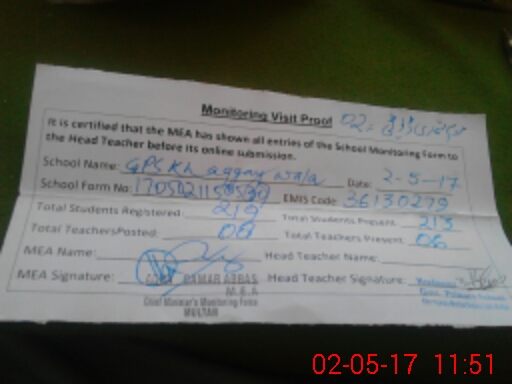 Monitoring Visit Proof 02.
It is certified that the MEA has shown all entries of the School Monitoring Form to
the Head Teacher before its online submission.
School Name: GPS Kh Date: 2-5-17
School Form No: EMIS Code: 36130279
Total Students Registered: 219 Total Students Present 213
Total TeachersPosted: 08 Total Teachers Present 06
MEA Name: Head Teacher Name:
MEA Signature: QAMAR ABBAS Head Teacher Signature:
M.E.A
Chief Minister's Monitoring Force
MULTAN
02-05-17 11:51